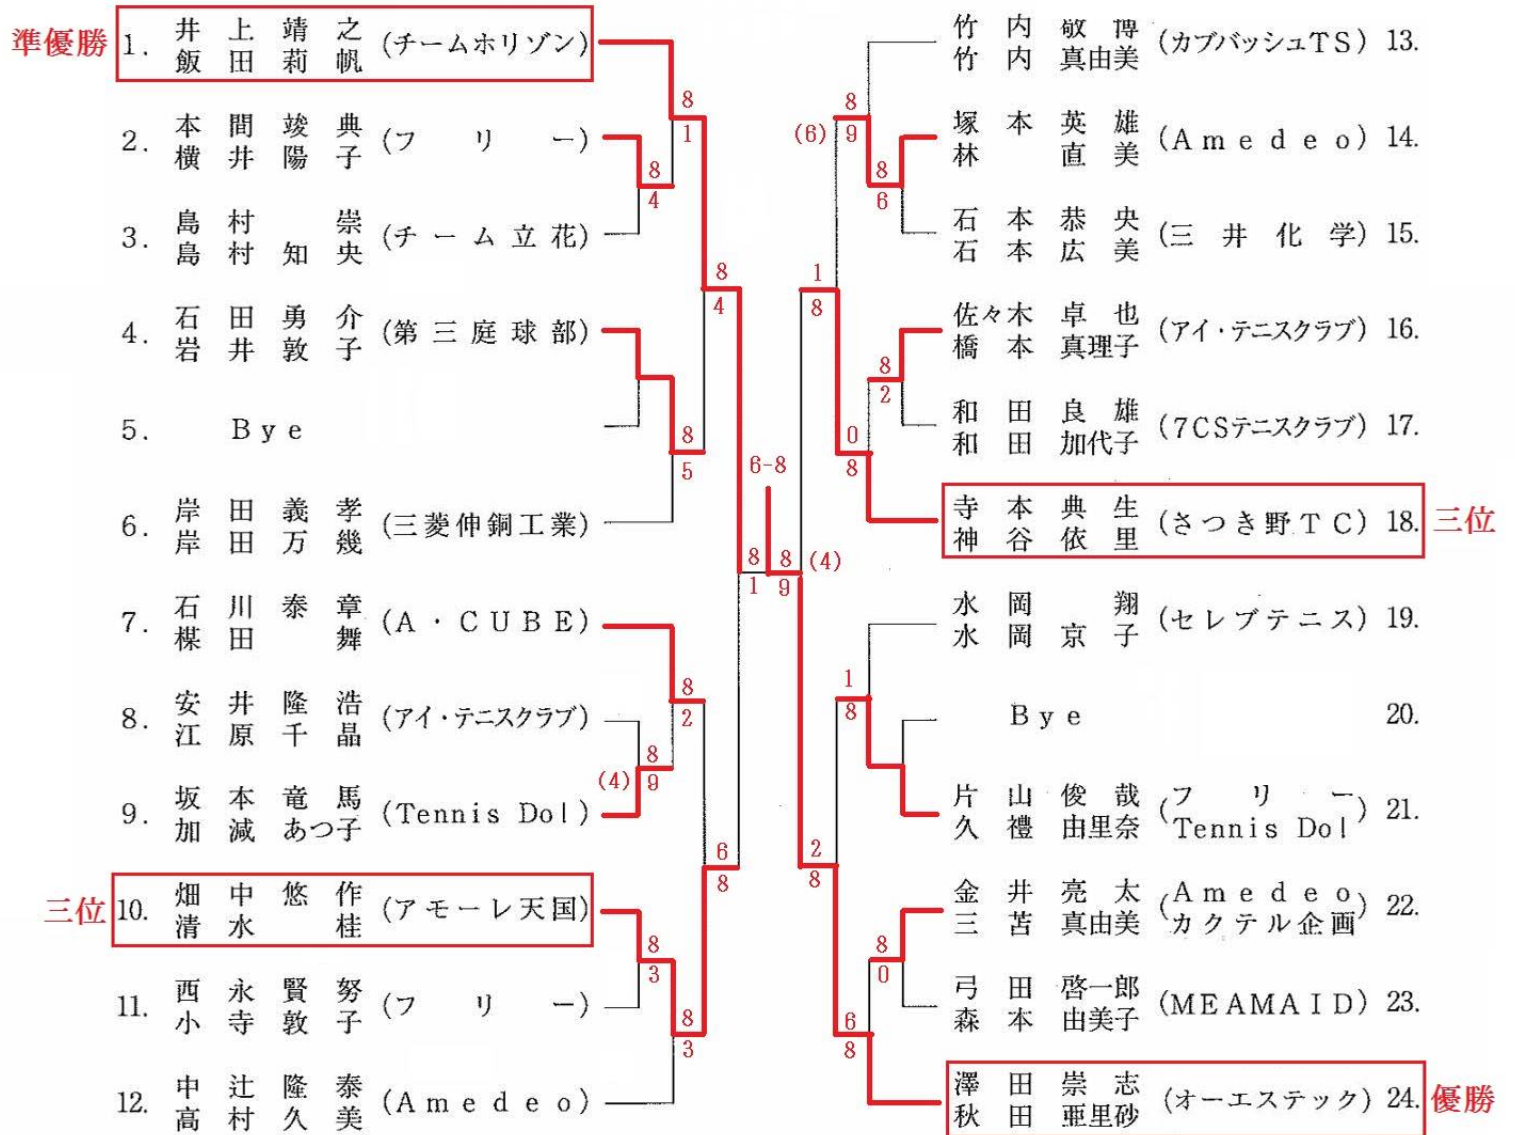 準優勝
1. 井上靖之 (チームホリゾン)
飯田莉帆
2. 本間竣典 (フリー)
横井陽子
3. 島村崇 (チーム立花)
島村知央
4. 石田勇介 (第三庭球部)
岩井敦子
5. Bye
6. 岸田義孝 (三菱伸銅工業)
岸田万幾
7. 石川泰章 (A・CUBE)
楳田舞
8. 安井隆浩 (アイ・テニスクラブ)
江原千晶
9. 坂本竜馬 (Tennis Dol)
加減あつ子
三位
10. 畑中悠作 (アモーレ天国)
清水桂
11. 西永賢努 (フリー)
小寺敦子
12. 中辻隆泰 (Amedeo)
高村久美
8
1
8
4
8
4
8
5
8
2
8
(4) 9
6
8
8
3
8
3
6-8
8
1
8 (4)
9
8
(6) 9
8
6
1
8
8
2
0
8
1
8
2
8
8
0
6
8
竹内敬博 (カブバッシュTS) 13.
竹内真由美
塚本英雄 (Amedeo) 14.
林直美
石本恭央 (三井化学) 15.
石本広美
佐々木卓也 (アイ・テニスクラブ) 16.
橋本真理子
和田良雄 (7CSテニスクラブ) 17.
和田加代子
寺本典生 (さつき野TC) 18. 三位
神谷依里
水岡翔 (セレブテニス) 19.
水岡京子
Bye 20.
片山俊哉 (フリー
久禮由里奈 Tennis Dol) 21.
金井亮太 (Amedeo
三苫真由美 カクテル企画) 22.
弓田啓一郎 (MEAMAID) 23.
森本由美子
澤田崇志 (オーエステック) 24. 優勝
秋田亜里砂